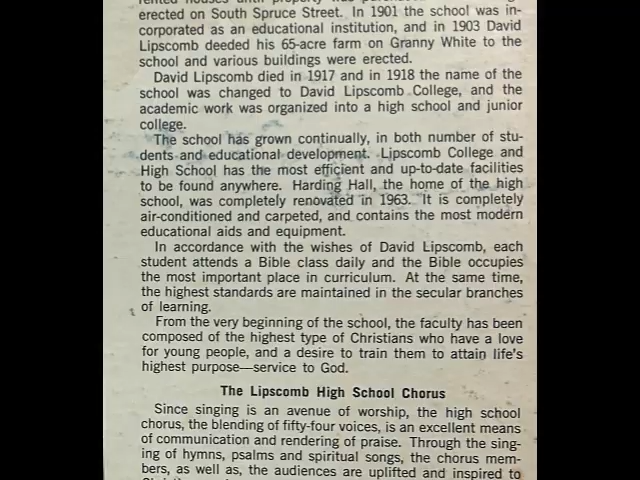 erected on South Spruce Street. In 1901 the school was in-
corporated as an educational institution, and in 1903 David
Lipscomb deeded his 65-acre farm on Granny White to the
school and various buildings were erected.
David Lipscomb died in 1917 and in 1918 the name of the
school was changed to David Lipscomb College, and the
academic work was organized into a high school and junior
college.
The school has grown continually, in both number of stu-
dents and educational development. Lipscomb College and
High School has the most efficient and up-to-date facilities
to be found anywhere. Harding Hall, the home of the high
school, was completely renovated in 1963. It is completely
air-conditioned and carpeted, and contains the most modern
educational aids and equipment.
In accordance with the wishes of David Lipscomb, each
student attends a Bible class daily and the Bible occupies
the most important place in curriculum. At the same time,
the highest standards are maintained in the secular branches
of learning.
From the very beginning of the school, the faculty has been
composed of the highest type of Christians who have a love
for young people, and a desire to train them to attain life's
highest purpose—service to God.
The Lipscomb High School Chorus
Since singing is an avenue of worship, the high school
chorus, the blending of fifty-four voices, is an excellent means
of communication and rendering of praise. Through the sing-
ing of hymns, psalms and spiritual songs, the chorus mem-
bers, as well as, the audiences are uplifted and inspired to